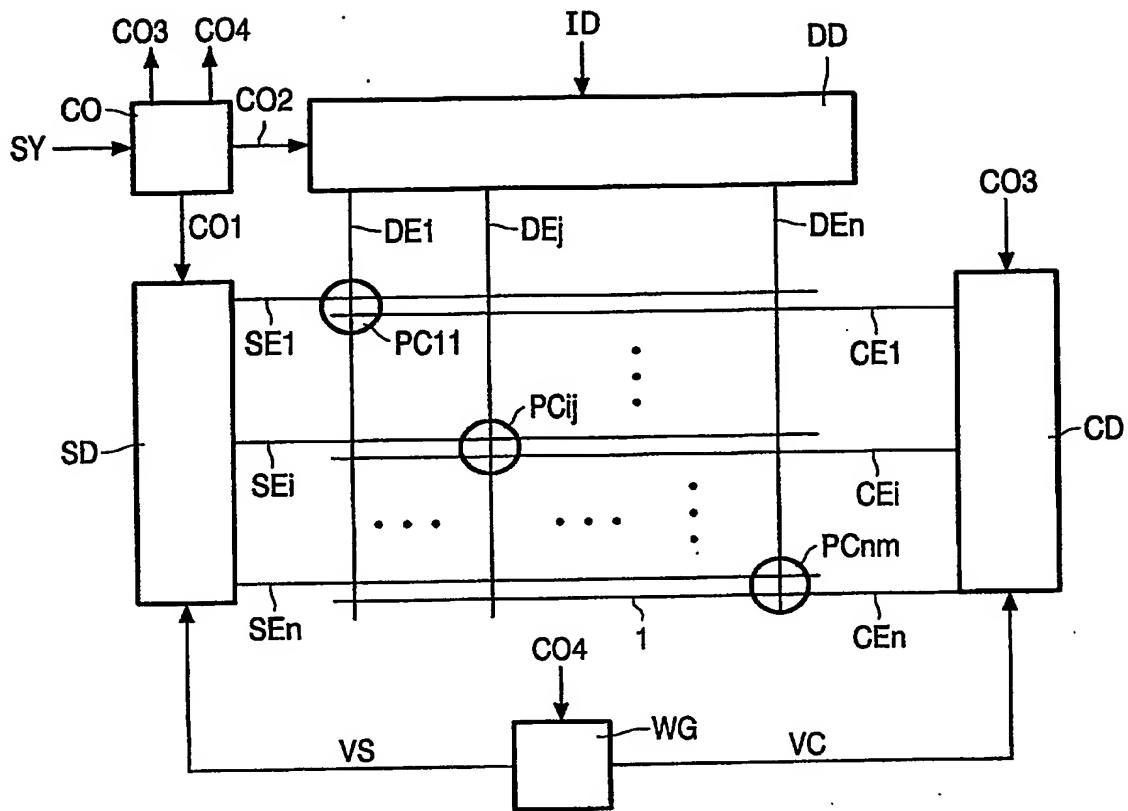 CO3 CO4 ID DD
CO CO2
SY
CO1 DE1 DEj DEn CO3
SE1 PC11 CE1
PCij
SD CD
SEi CEi
PCnm
SEn 1 CEn
CO4
WG
VS VC